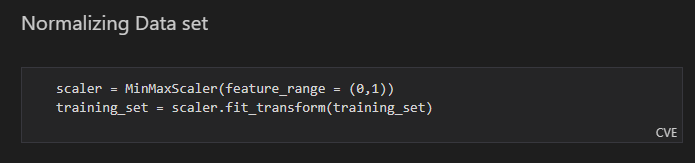 Normalizing Data set
scaler = MinMaxScaler(feature_range = (0,1))
training_set = scaler.fit_transform(training_set)
CVE